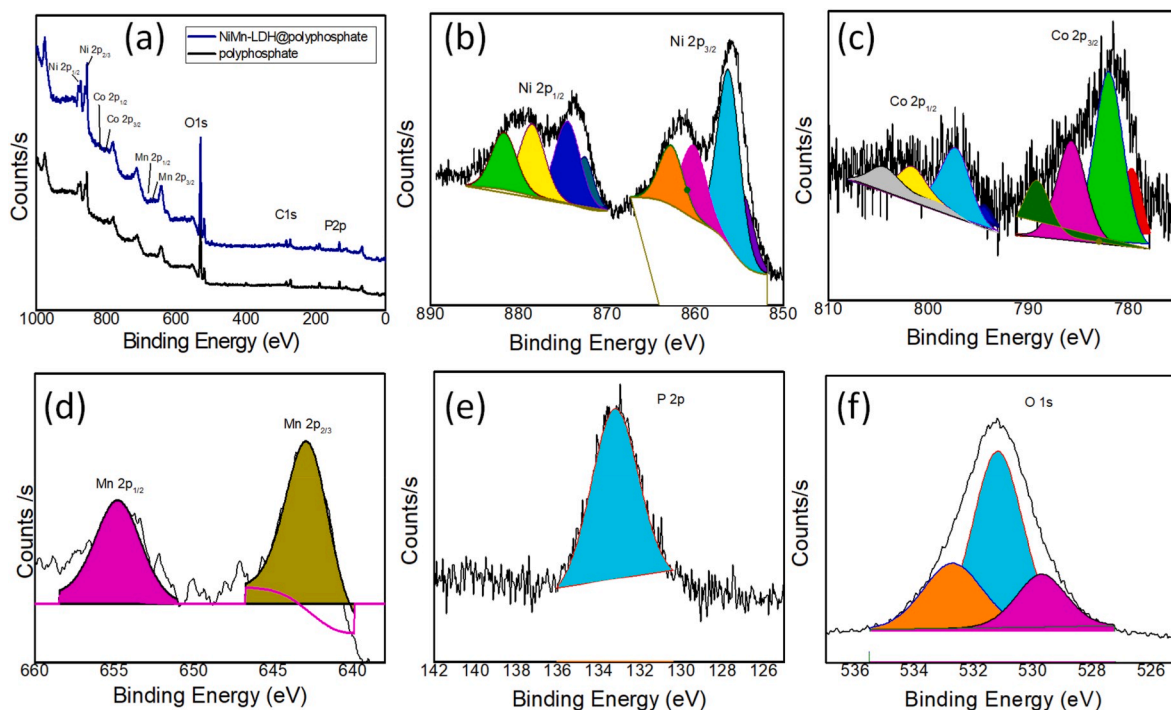 (a)
NiMn-LDH@polyphosphate
polyphosphate
Ni 2p2/3
Ni 2p1/2
Co 2p1/2
Co 2p3/2
Mn 2p1/2
Mn 2p3/2
O1s
C1s
P2p
Counts/s
1000 800 600 400 200 0
Binding Energy (eV)
(b)
Ni 2p3/2
Ni 2p1/2
Counts/s
890 880 870 860 850
Binding Energy (eV)
(c)
Co 2p3/2
Co 2p1/2
Counts/s
810 800 790 780
Binding Energy (eV)
(d)
Mn 2p2/3
Mn 2p1/2
Counts /s
660 655 650 645 640
Binding Energy (eV)
(e)
P 2p
Counts/s
142 140 138 136 134 132 130 128 126
Binding Energy (eV)
(f)
O 1s
Counts/s
536 534 532 530 528 526
Binding Energy (eV)